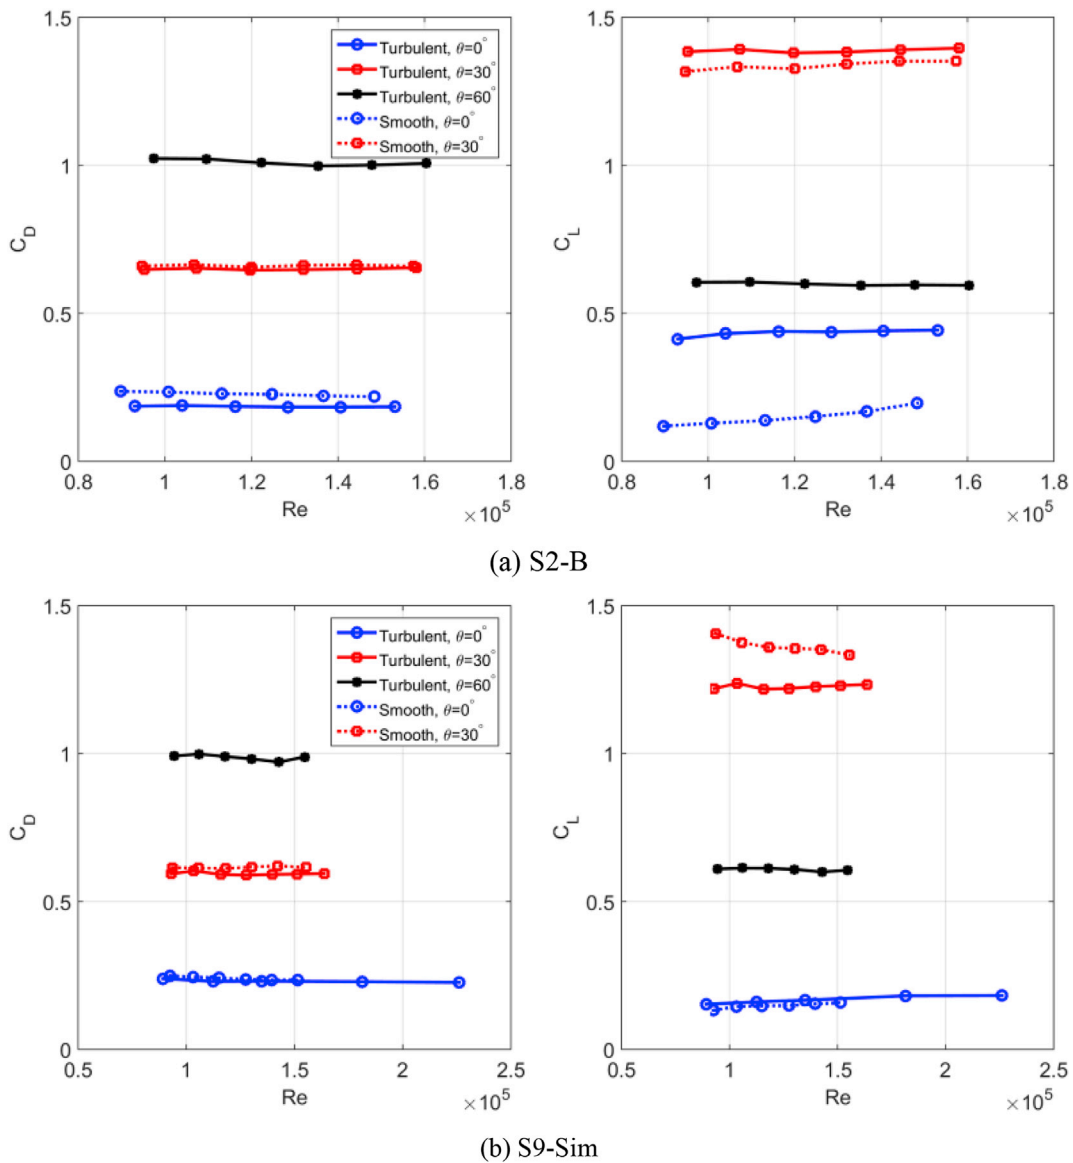 1.5
1
0.5
0
C_D
0.8
1
1.2
1.4
1.6
1.8
Re
×10^5
Turbulent, θ=0°
Turbulent, θ=30°
Turbulent, θ=60°
Smooth, θ=0°
Smooth, θ=30°
1.5
1
0.5
0
C_L
0.8
1
1.2
1.4
1.6
1.8
Re
×10^5
(a) S2-B
1.5
1
0.5
0
C_D
0.5
1
1.5
2
2.5
Re
×10^5
Turbulent, θ=0°
Turbulent, θ=30°
Turbulent, θ=60°
Smooth, θ=0°
Smooth, θ=30°
1.5
1
0.5
0
C_L
0.5
1
1.5
2
2.5
Re
×10^5
(b) S9-Sim